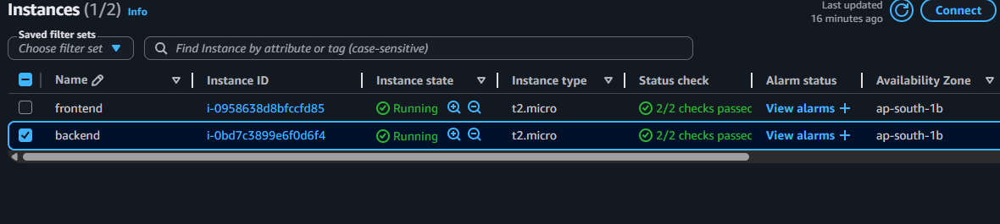 Instances (1/2) Info
Last updated
16 minutes ago
Connect
Saved filter sets
Choose filter set
Find Instance by attribute or tag (case-sensitive)
Name Instance ID Instance state Instance type Status check Alarm status Availability Zone
frontend i-0958638d8bfccfd85 Running t2.micro 2/2 checks passec View alarms + ap-south-1b
backend i-0bd7c3899e6f0d6f4 Running t2.micro 2/2 checks passec View alarms + ap-south-1b